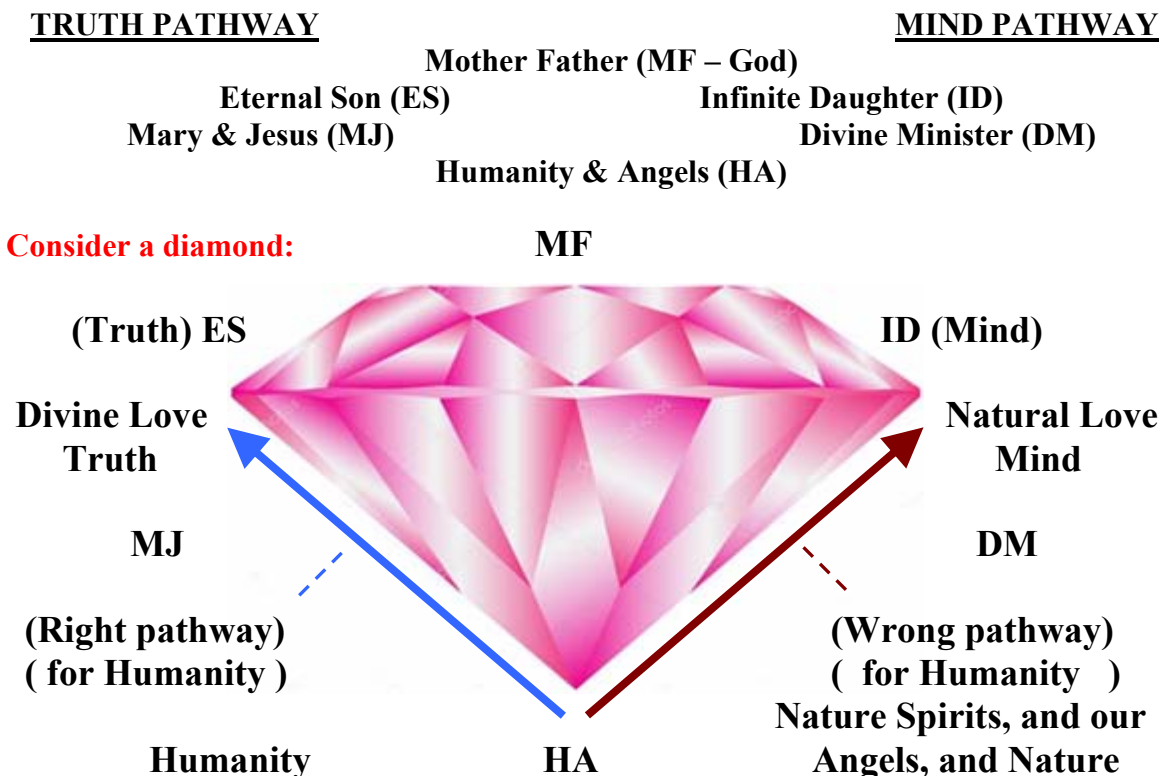 TRUTH PATHWAY MIND PATHWAY
Mother Father (MF – God)
Eternal Son (ES) Infinite Daughter (ID)
Mary & Jesus (MJ) Divine Minister (DM)
Humanity & Angels (HA)
Consider a diamond: MF
(Truth) ES ID (Mind)
Divine Love Natural Love
Truth Mind
MJ DM
(Right pathway) (Wrong pathway)
( for Humanity ) ( for Humanity )
Nature Spirits, and our
Humanity HA Angels, and Nature